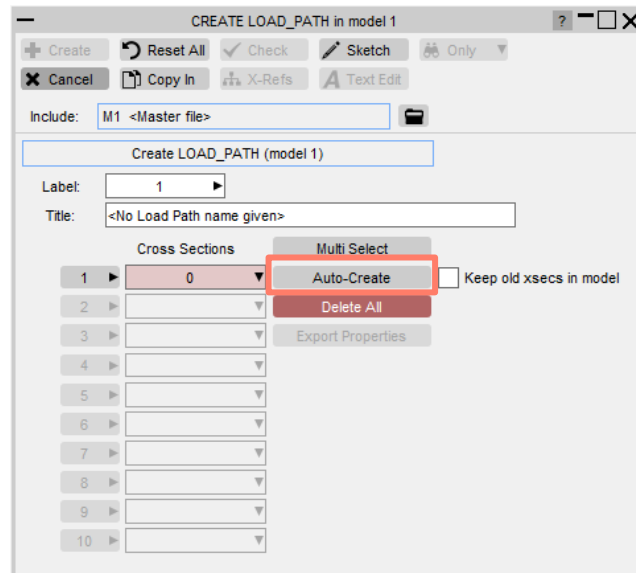 CREATE LOAD_PATH in model 1 ?
Create Reset All Check Sketch Only
Cancel Copy In X-Refs Text Edit
Include: M1 <Master file>
Create LOAD_PATH (model 1)
Label: 1
Title: <No Load Path name given>
Cross Sections Multi Select
1 0 Auto-Create Keep old xsecs in model
2 Delete All
3 Export Properties
4
5
6
7
8
9
10